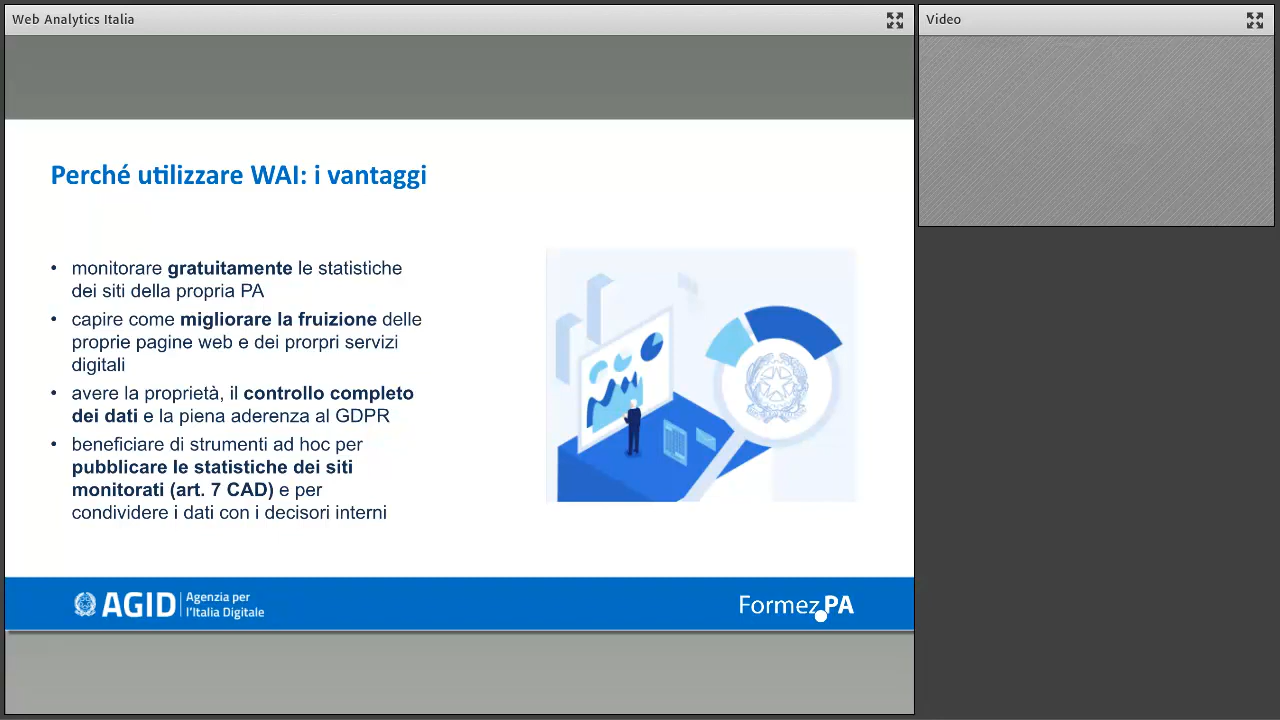 Web Analytics Italia
Video
Perché utilizzare WAI: i vantaggi
• monitorare gratuitamente le statistiche
dei siti della propria PA
• capire come migliorare la fruizione delle
proprie pagine web e dei prorpri servizi
digitali
• avere la proprietà, il controllo completo
dei dati e la piena aderenza al GDPR
• beneficiare di strumenti ad hoc per
pubblicare le statistiche dei siti
monitorati (art. 7 CAD) e per
condividere i dati con i decisori interni
AGID
Agenzia per
l'Italia Digitale
Formez PA